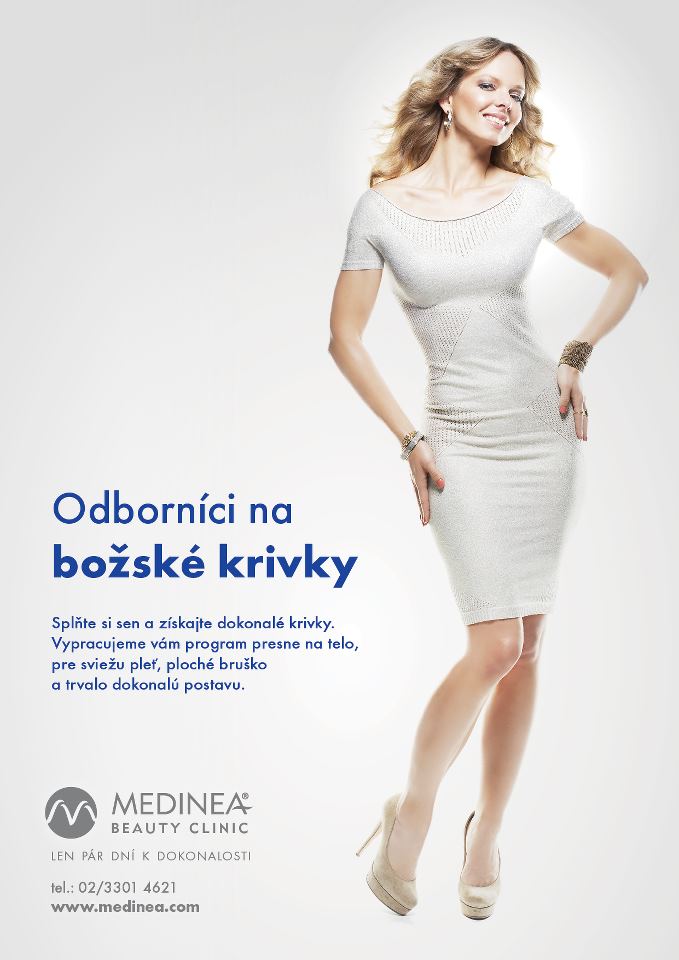 Odborníci na
božské krivky
Splňte si sen a získajte dokonalé krivky.
Vypracujeme vám program presne na telo,
pre sviežu pleť, ploché bruško
a trvalo dokonalú postavu.
MEDINEA®
BEAUTY CLINIC
LEN PÁR DNÍ K DOKONALOSTI
tel.: 02/3301 4621
www.medinea.com